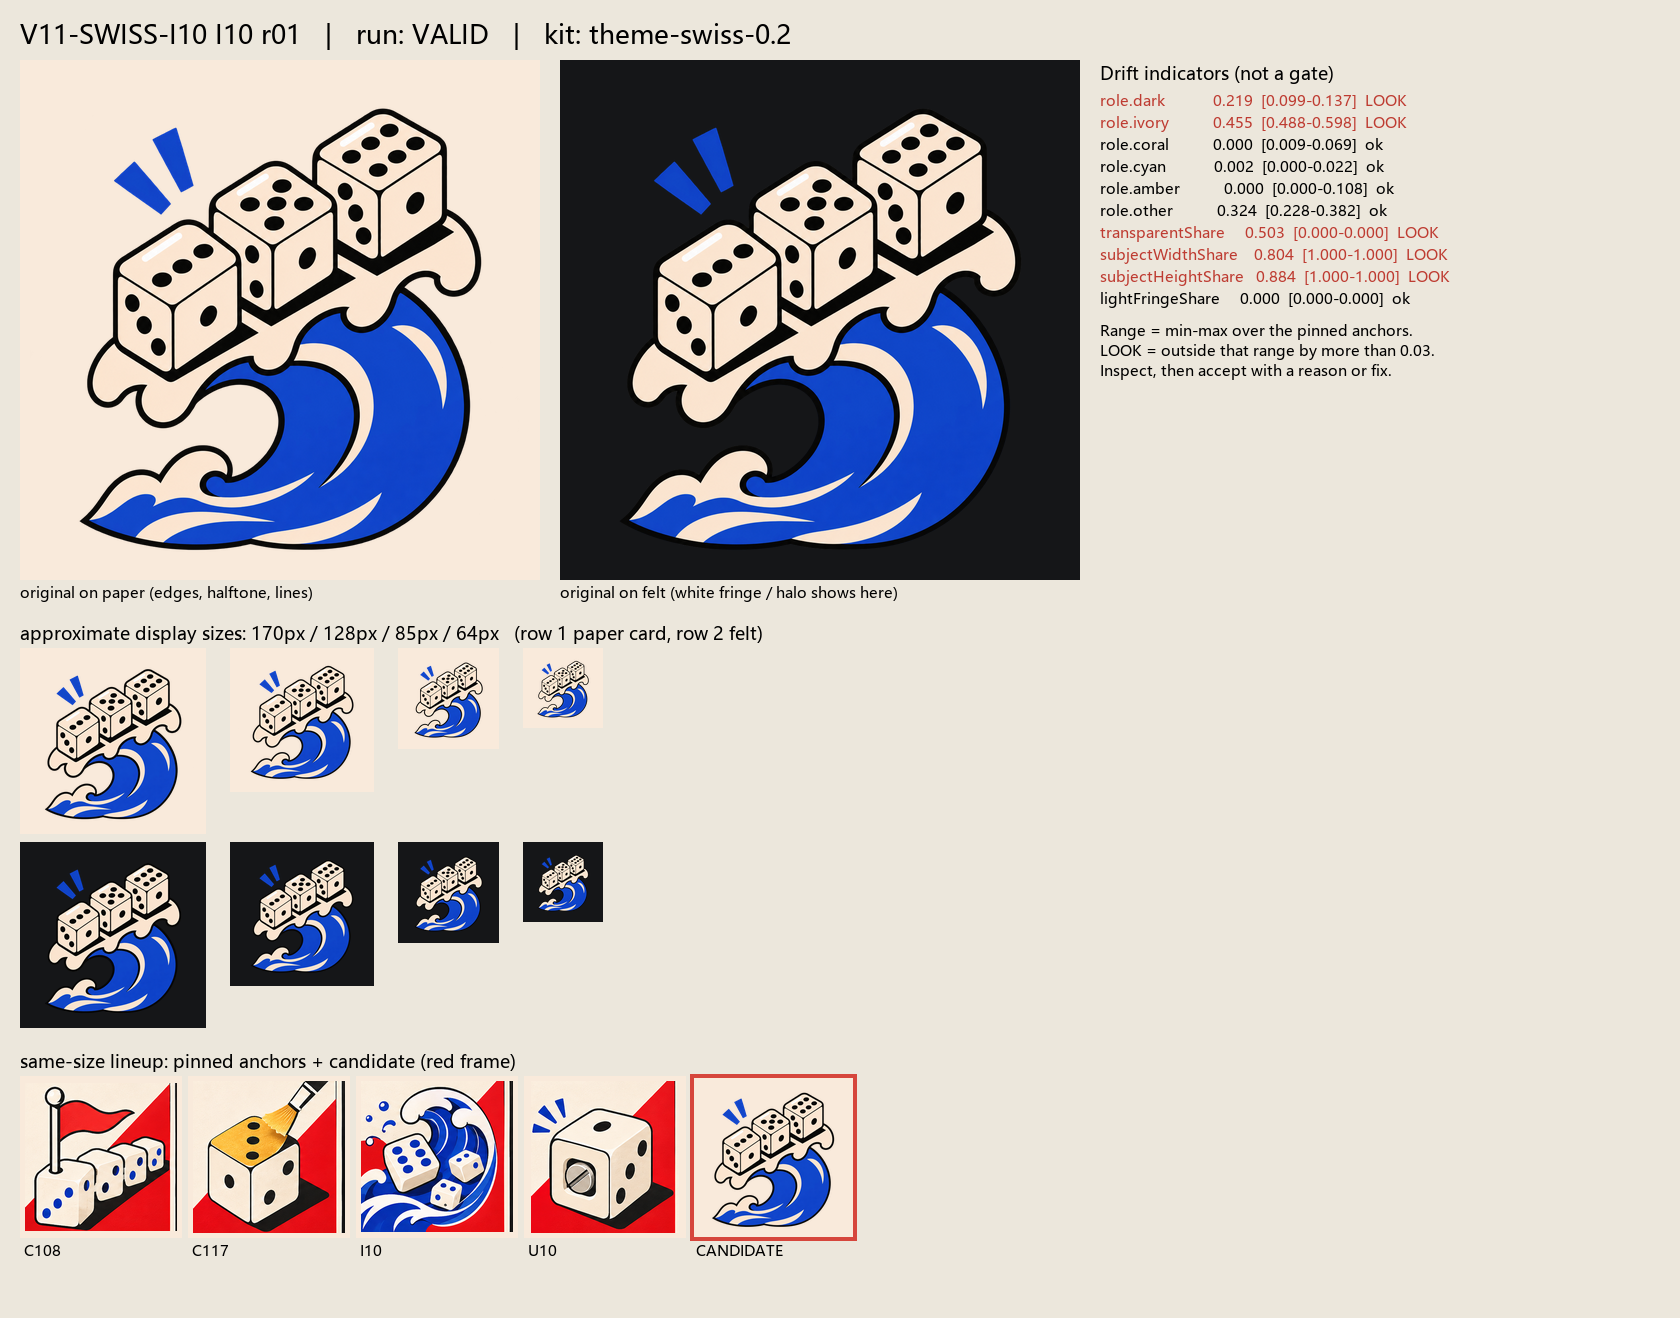 V11-SWISS-I10 I10 r01 | run: VALID | kit: theme-swiss-0.2
Drift indicators (not a gate)
role.dark 0.219 [0.099-0.137] LOOK
role.ivory 0.455 [0.488-0.598] LOOK
role.coral 0.000 [0.009-0.069] ok
role.cyan 0.002 [0.000-0.022] ok
role.amber 0.000 [0.000-0.108] ok
role.other 0.324 [0.228-0.382] ok
transparentShare 0.503 [0.000-0.000] LOOK
subjectWidthShare 0.804 [1.000-1.000] LOOK
subjectHeightShare 0.884 [1.000-1.000] LOOK
lightFringeShare 0.000 [0.000-0.000] ok
Range = min-max over the pinned anchors.
LOOK = outside that range by more than 0.03.
Inspect, then accept with a reason or fix.
original on paper (edges, halftone, lines)
original on felt (white fringe / halo shows here)
approximate display sizes: 170px / 128px / 85px / 64px (row 1 paper card, row 2 felt)
same-size lineup: pinned anchors + candidate (red frame)
C108
C117
I10
U10
CANDIDATE